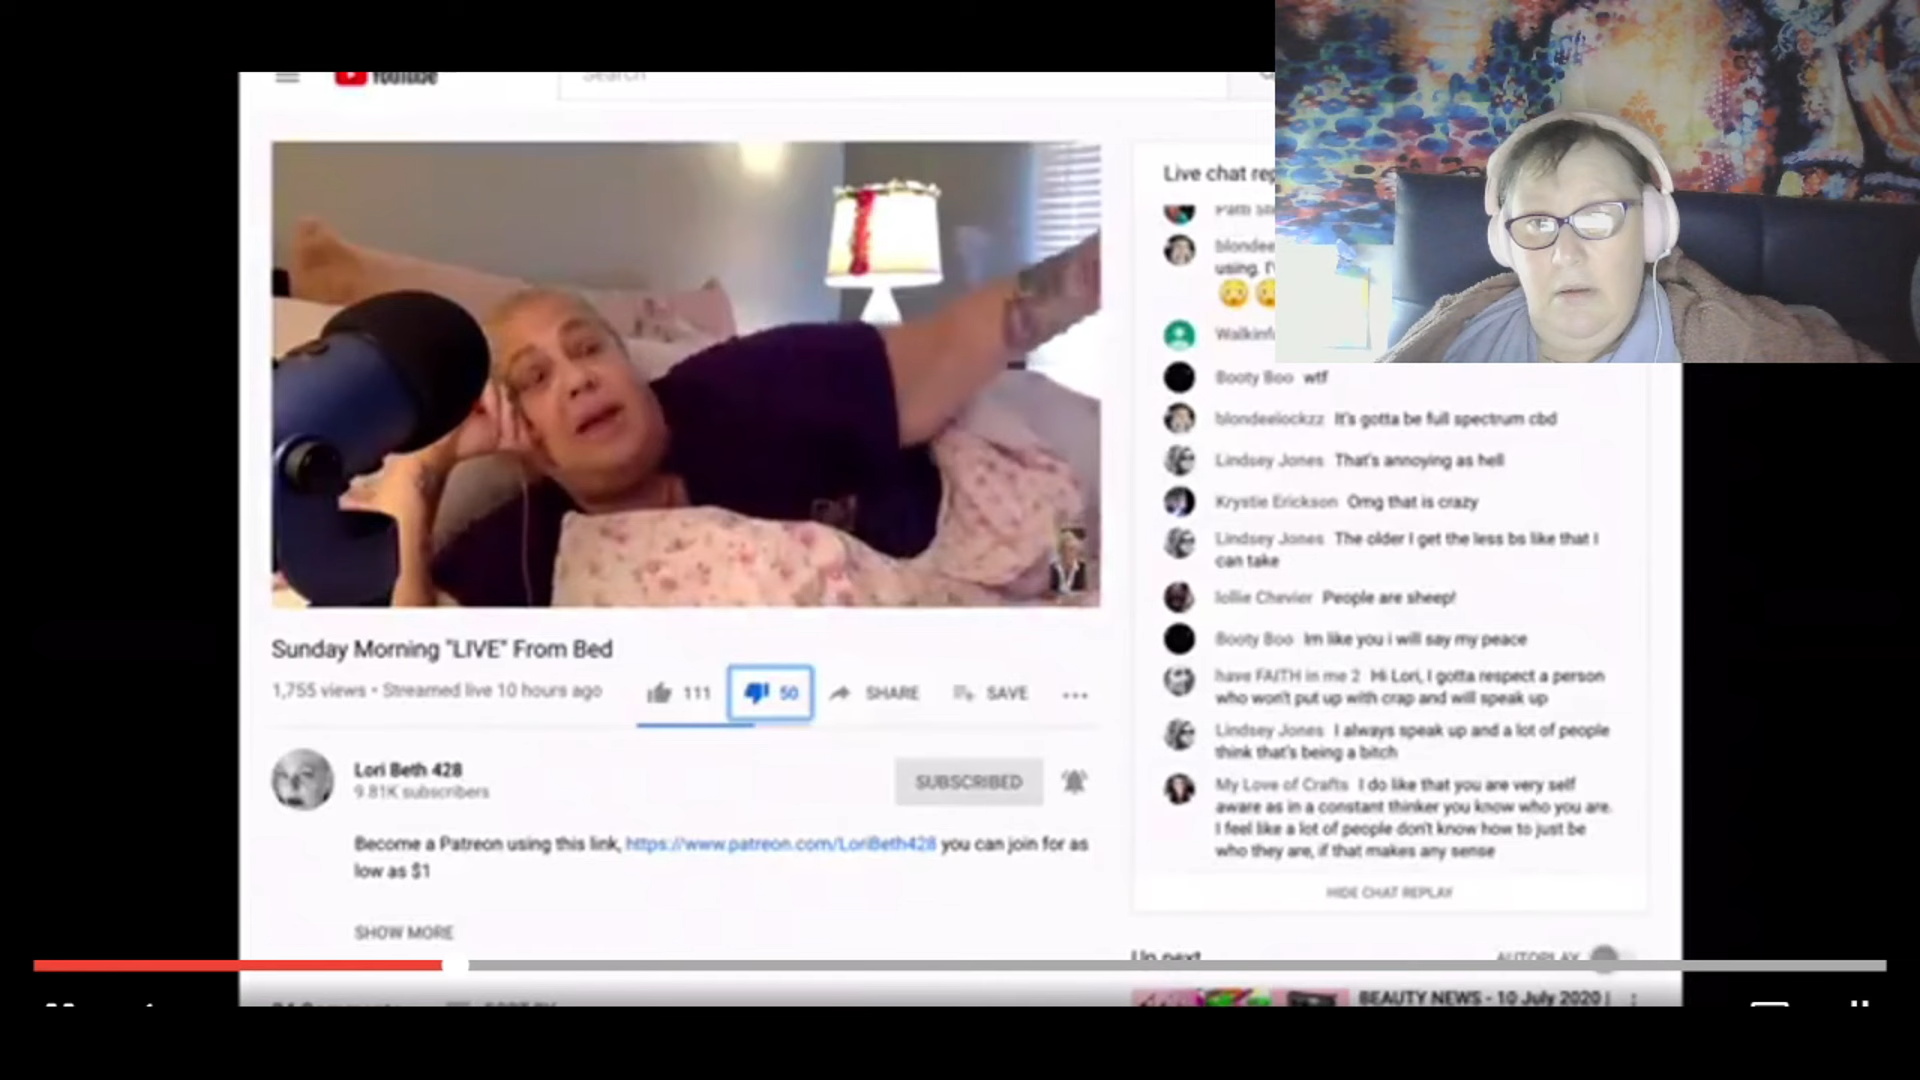 YouTube
Search
Sunday Morning "LIVE" From Bed
1,755 views • Streamed live 10 hours ago
111
50
SHARE
SAVE
Lori Beth 428
9.81K subscribers
SUBSCRIBED
Become a Patreon using this link, https://www.patreon.com/LoriBeth428 you can join for as
low as $1
SHOW MORE
Live chat
blondee
using.
Booty Boo wtf
blondeelockzz It's gotta be full spectrum cbd
Lindsey Jones That's annoying as hell
Krystie Erickson Omg that is crazy
Lindsey Jones The older I get the less bs like that I
can take
lollie Chevier People are sheep!
Booty Boo Im like you i will say my peace
have FAITH in me 2 Hi Lori, I gotta respect a person
who won't put up with crap and will speak up
Lindsey Jones I always speak up and a lot of people
think that's being a bitch
My Love of Crafts I do like that you are very self
aware as in a constant thinker you know who you are.
I feel like a lot of people don't know how to just be
who they are, if that makes any sense
HIDE CHAT REPLAY
Up next
AUTOPLAY
BEAUTY NEWS - 10 July 2020 |